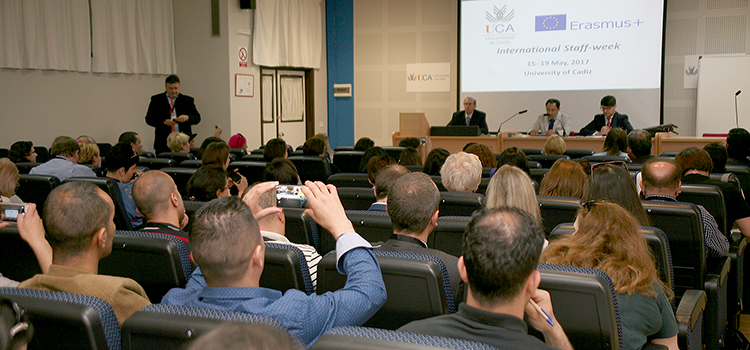 UCA
Erasmus+
International Staff-week
15- 19 May, 2017
University of Cadiz
UCA